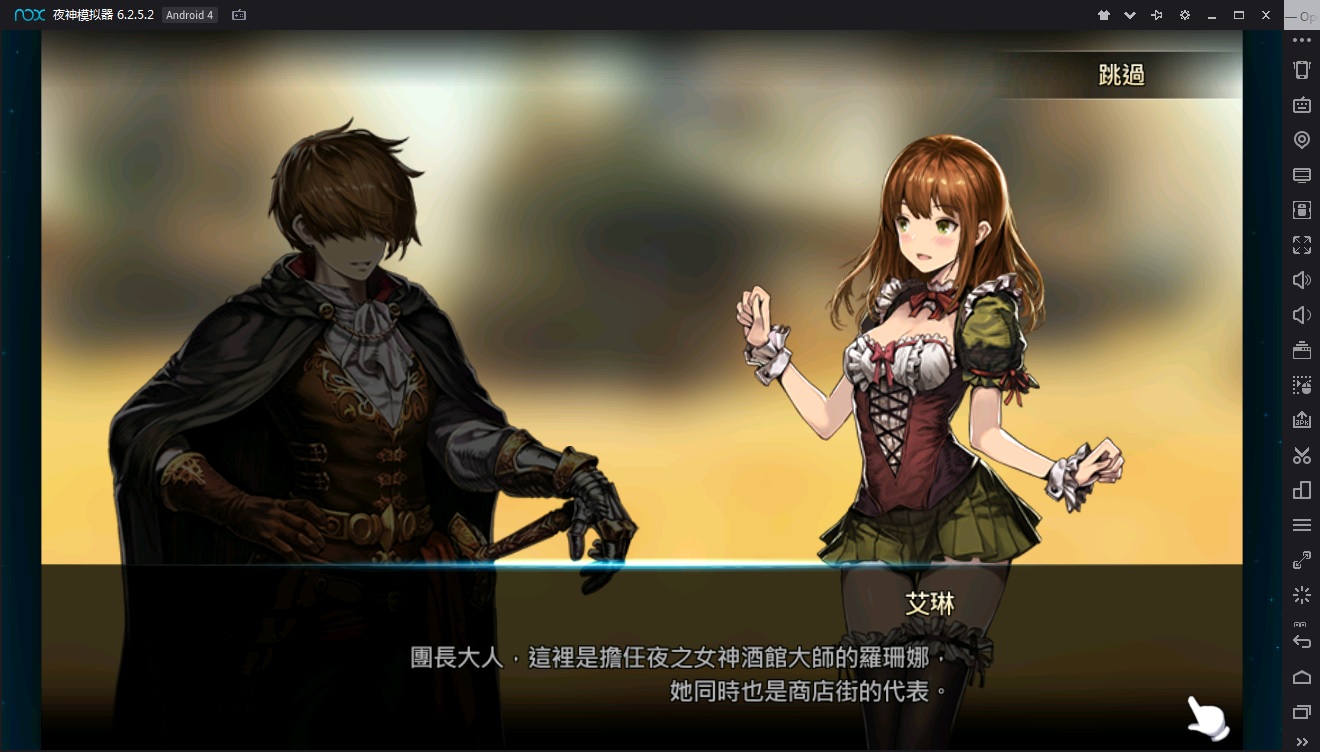 nox 夜神模拟器 6.2.5.2 Android 4
— Op
跳過
艾琳
團長大人，這裡是擔任夜之女神酒館大師的羅珊娜，
她同時也是商店街的代表。